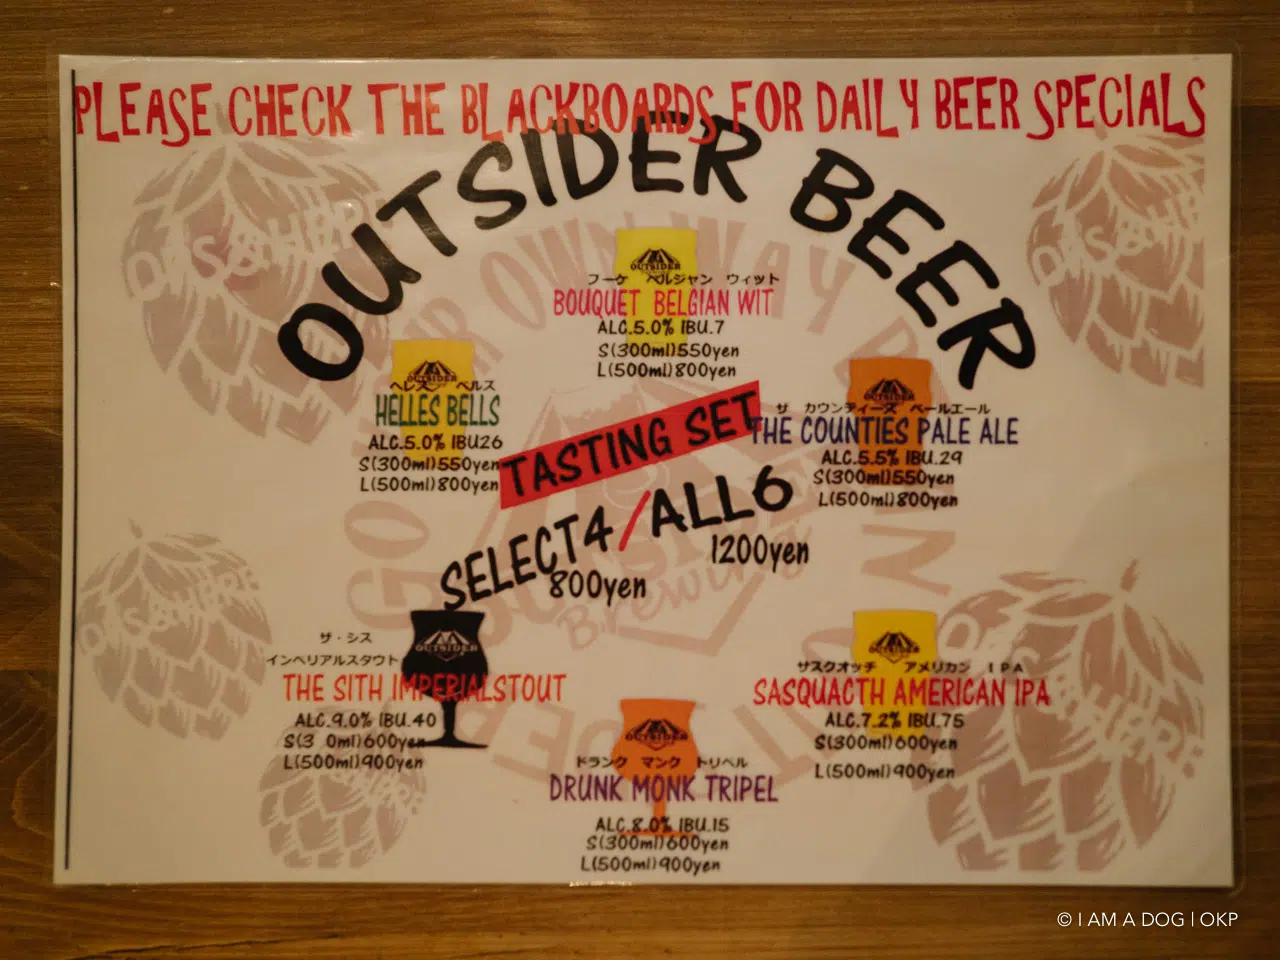 PLEASE CHECK THE BLACKBOARDS FOR DAILY BEER SPECIALS
OUTSIDER BEER
OUTSIDER
ブーケ ベルジャン ウィット
BOUQUET BELGIAN WIT
ALC.5.0% IBU.7
S(300ml)550yen
L(500ml)800yen
OUTSIDER
ヘレス ベルス
HELLES BELLS
ALC.5.0% IBU26
S(300ml)550yen
L(500ml)800yen
OUTSIDER
ザ カウンティーズ ペールエール
THE COUNTIES PALE ALE
ALC.5.5% IBU.29
S(300ml)550yen
L(500ml)800yen
TASTING SET
SELECT4/ALL6
800yen
1200yen
OUTSIDER
ザ・シス
インペリアルスタウト
THE SITH IMPERIALSTOUT
ALC.9.0% IBU.40
S(3 0ml)600yen
L(500ml)900yen
OUTSIDER
サスクオッチ アメリカン IPA
SASQUACTH AMERICAN IPA
ALC.7.2% IBU.75
S(300ml)600yen
L(500ml)900yen
OUTSIDER
ドランク マンク トリペル
DRUNK MONK TRIPEL
ALC.8.0% IBU.15
S(300ml)600yen
L(500ml)900yen
GO OUR OWN WAY
Brewing
© I AM A DOG | OKP